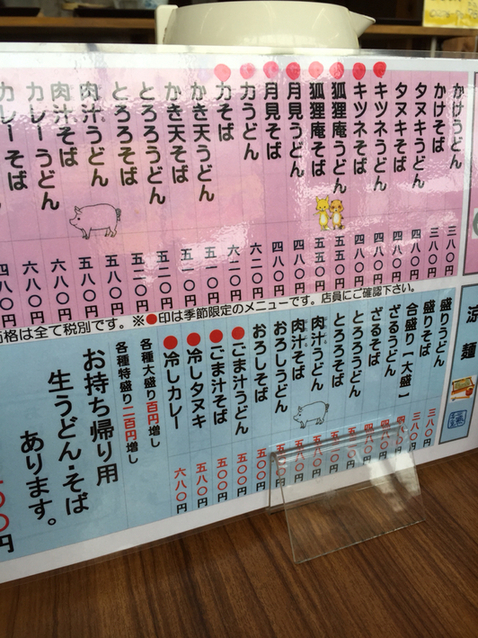 かけうどん 三八〇円
かけそば 三八〇円
タヌキうどん 四八〇円
タヌキそば 四八〇円
キツネうどん 四八〇円
キツネそば 四八〇円
狐狸庵うどん 五五〇円
狐狸庵そば 五五〇円
月見うどん 四八〇円
月見そば 四八〇円
力うどん 六二〇円
力そば
かき天うどん
かき天そば
とろろうどん 五八〇円
とろろそば 五八〇円
肉汁うどん 五八〇円
肉汁そば 五八〇円
カレーうどん 六八〇円
カレーそば 六八〇円
価格は全て税別です。※●印は季節限定のメニューです。店員にご確認下さい。
涼麺
盛りうどん 三八〇円
盛りそば 三八〇円
合盛り［大盛］
ざるうどん 四八〇円
ざるそば 四八〇円
とろろうどん
とろろそば
肉汁うどん
肉汁そば
おろしうどん
おろしそば 五〇〇円
ごま汁うどん 五〇〇円
ごま汁そば 五〇〇円
冷しタヌキ 五八〇円
冷しカレー 六八〇円
各種大盛り百円増し
各種特盛り二百円増し
お持ち帰り用
生うどん・そば
あります。
〇〇円